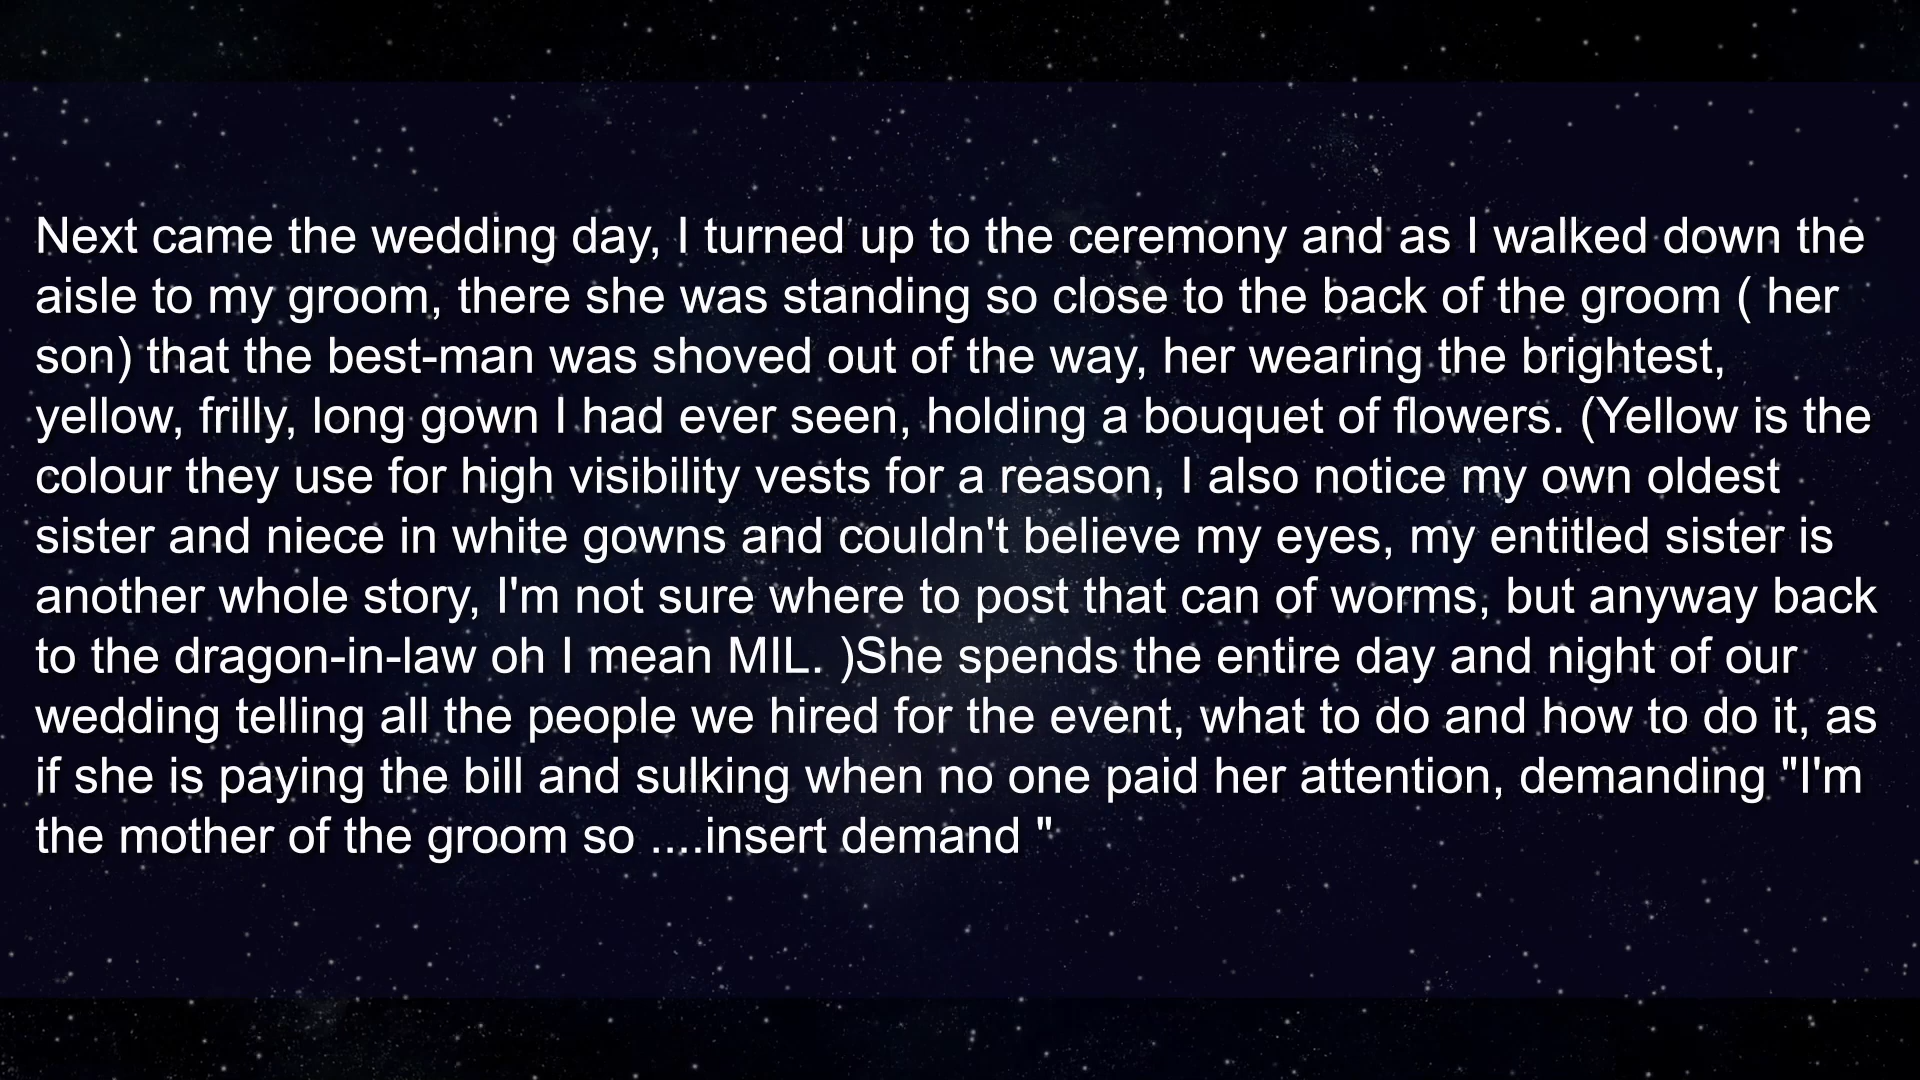 Next came the wedding day, I turned up to the ceremony and as I walked down the
aisle to my groom, there she was standing so close to the back of the groom ( her
son) that the best-man was shoved out of the way, her wearing the brightest,
yellow, frilly, long gown I had ever seen, holding a bouquet of flowers. (Yellow is the
colour they use for high visibility vests for a reason, I also notice my own oldest
sister and niece in white gowns and couldn't believe my eyes, my entitled sister is
another whole story, I'm not sure where to post that can of worms, but anyway back
to the dragon-in-law oh I mean MIL. )She spends the entire day and night of our
wedding telling all the people we hired for the event, what to do and how to do it, as
if she is paying the bill and sulking when no one paid her attention, demanding "I'm
the mother of the groom so ....insert demand "